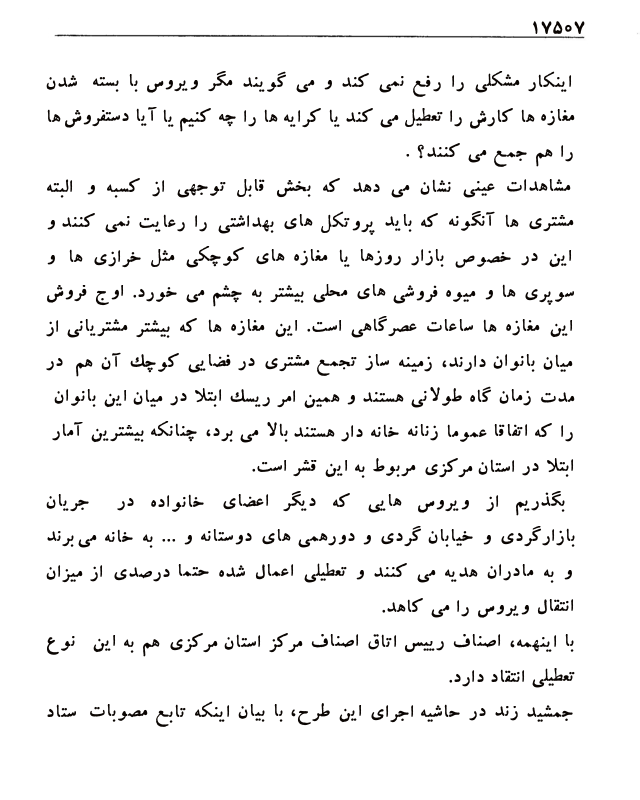 ۱۷۵۰۷
اینکار مشکلی را رفع نمی کند و می گویند مگر ویروس با بسته شدن
مغازه ها کارش را تعطیل می کند یا کرایه ها را چه کنیم یا آیا دستفروش ها
را هم جمع می کنند؟ .
مشاهدات عینی نشان می دهد که بخش قابل توجهی از کسبه و البته
مشتری ها آنگونه که باید پروتکل های بهداشتی را رعایت نمی کنند و
این در خصوص بازار روزها یا مغازه های کوچکی مثل خرازی ها و
سوپری ها و میوه فروشی های محلی بیشتر به چشم می خورد. اوج فروش
این مغازه ها ساعات عصرگاهی است. این مغازه ها که بیشتر مشتریانی از
میان بانوان دارند، زمینه ساز تجمع مشتری در فضایی کوچك آن هم در
مدت زمان گاه طولانی هستند و همین امر ریسك ابتلا در میان این بانوان
را که اتفاقا عموما زنانه خانه دار هستند بالا می برد، چنانکه بیشترین آمار
ابتلا در استان مرکزی مربوط به این قشر است.
بگذریم از ویروس هایی که دیگر اعضای خانواده در جریان
بازارگردی و خیابان گردی و دورهمی های دوستانه و ... به خانه می برند
و به مادران هدیه می کنند و تعطیلی اعمال شده حتما درصدی از میزان
انتقال ویروس را می کاهد.
با اینهمه، اصناف رییس اتاق اصناف مرکز استان مرکزی هم به این نوع
تعطیلی انتقاد دارد.
جمشید زند در حاشیه اجرای این طرح، با بیان اینکه تابع مصوبات ستاد